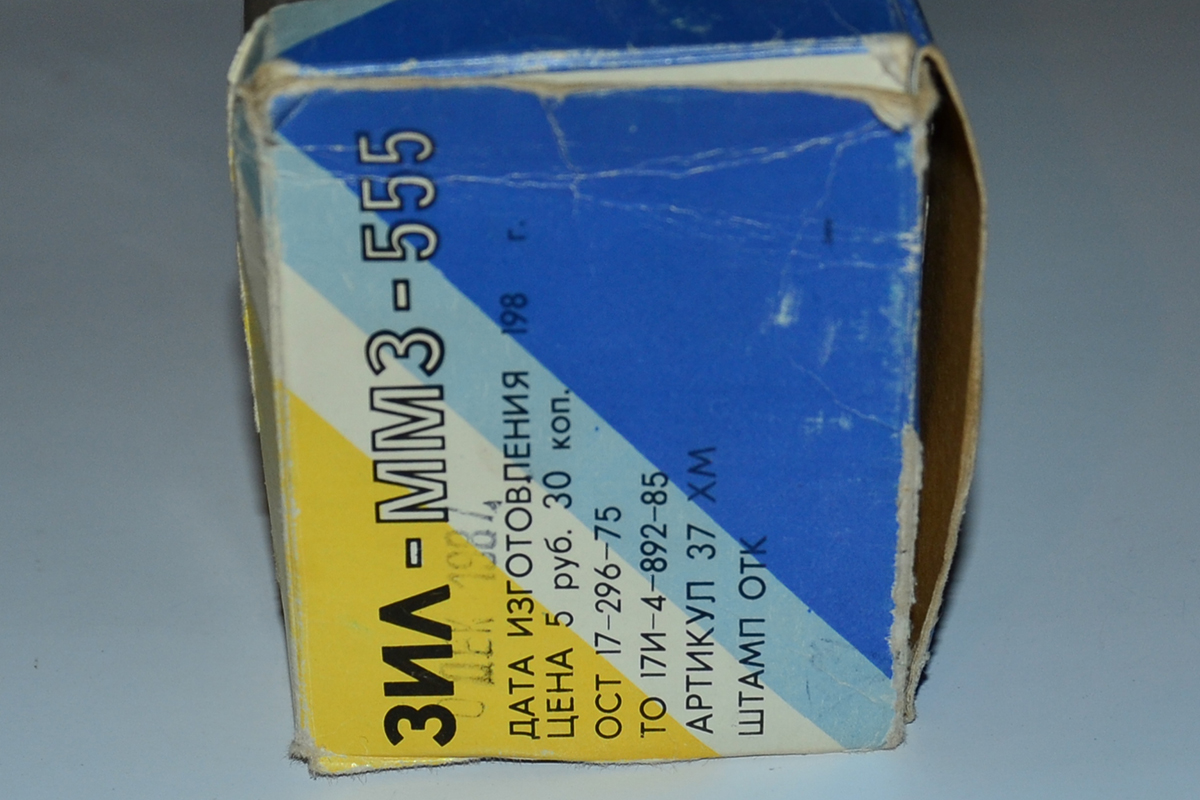 ЗИЛ-ММЗ-555
ДЕК 1987
ДАТА ИЗГОТОВЛЕНИЯ 198 г.
ЦЕНА 5 руб. 30 коп.
ОСТ 17-296-75
ТО 17И-4-892-85
АРТИКУЛ 37 ХМ
ШТАМП ОТК